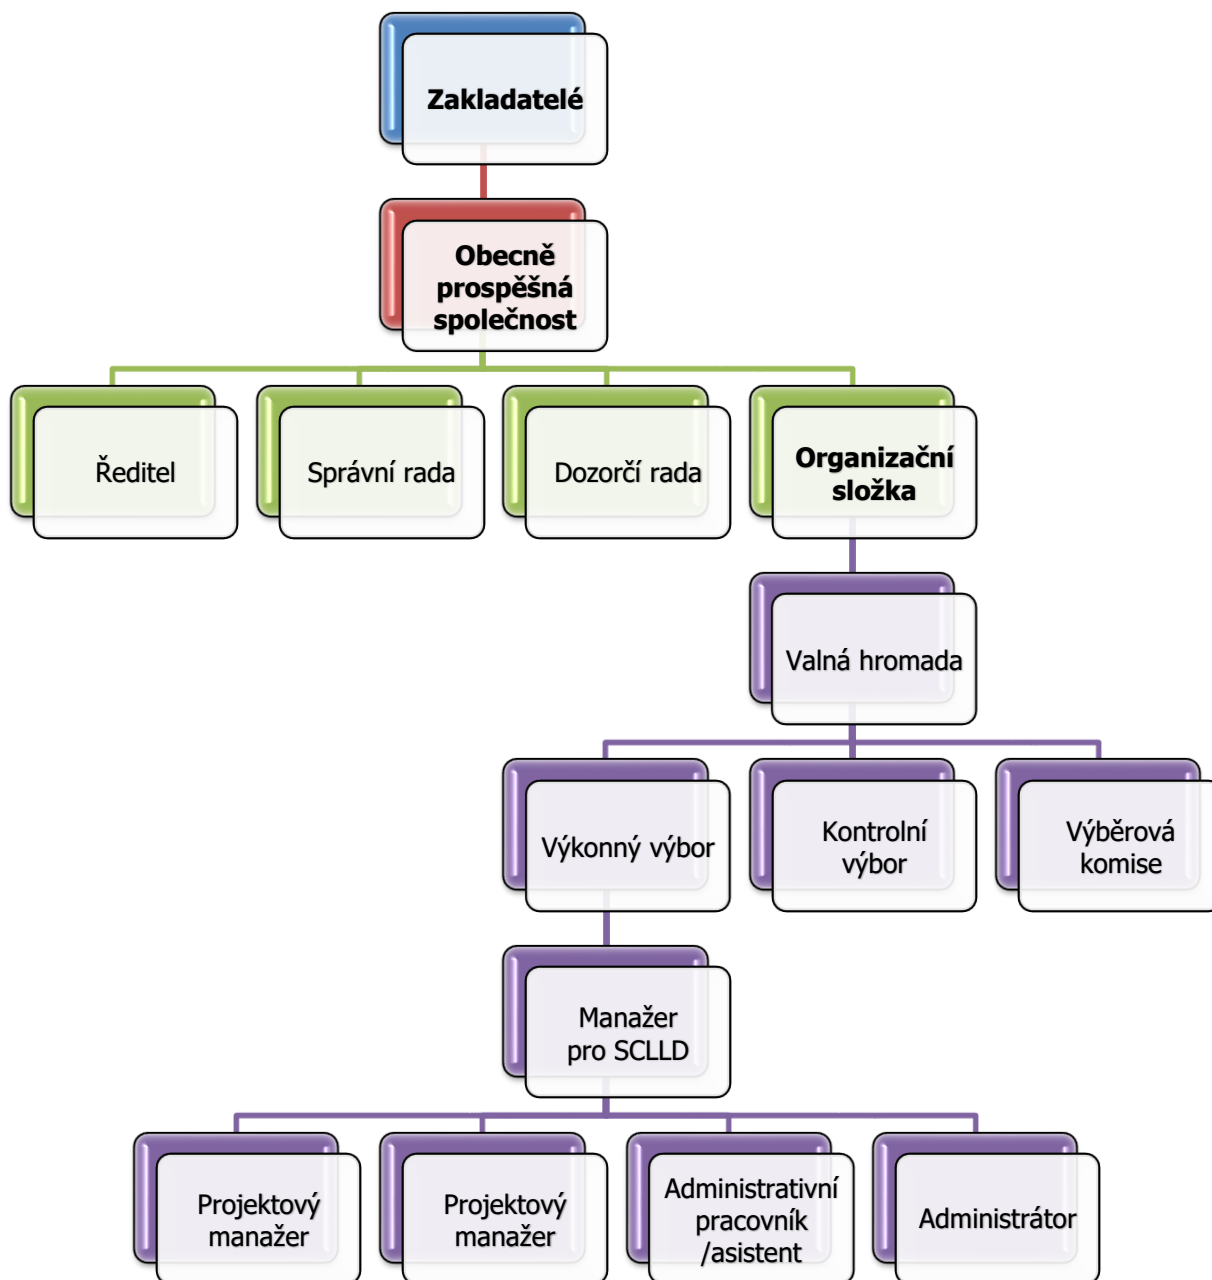 Zakladatelé
Obecně
prospěšná
společnost
Ředitel
Správní rada
Dozorčí rada
Organizační
složka
Valná hromada
Výkonný výbor
Kontrolní
výbor
Výběrová
komise
Manažer
pro SCLLD
Projektový
manažer
Projektový
manažer
Administrativní
pracovník
/asistent
Administrátor